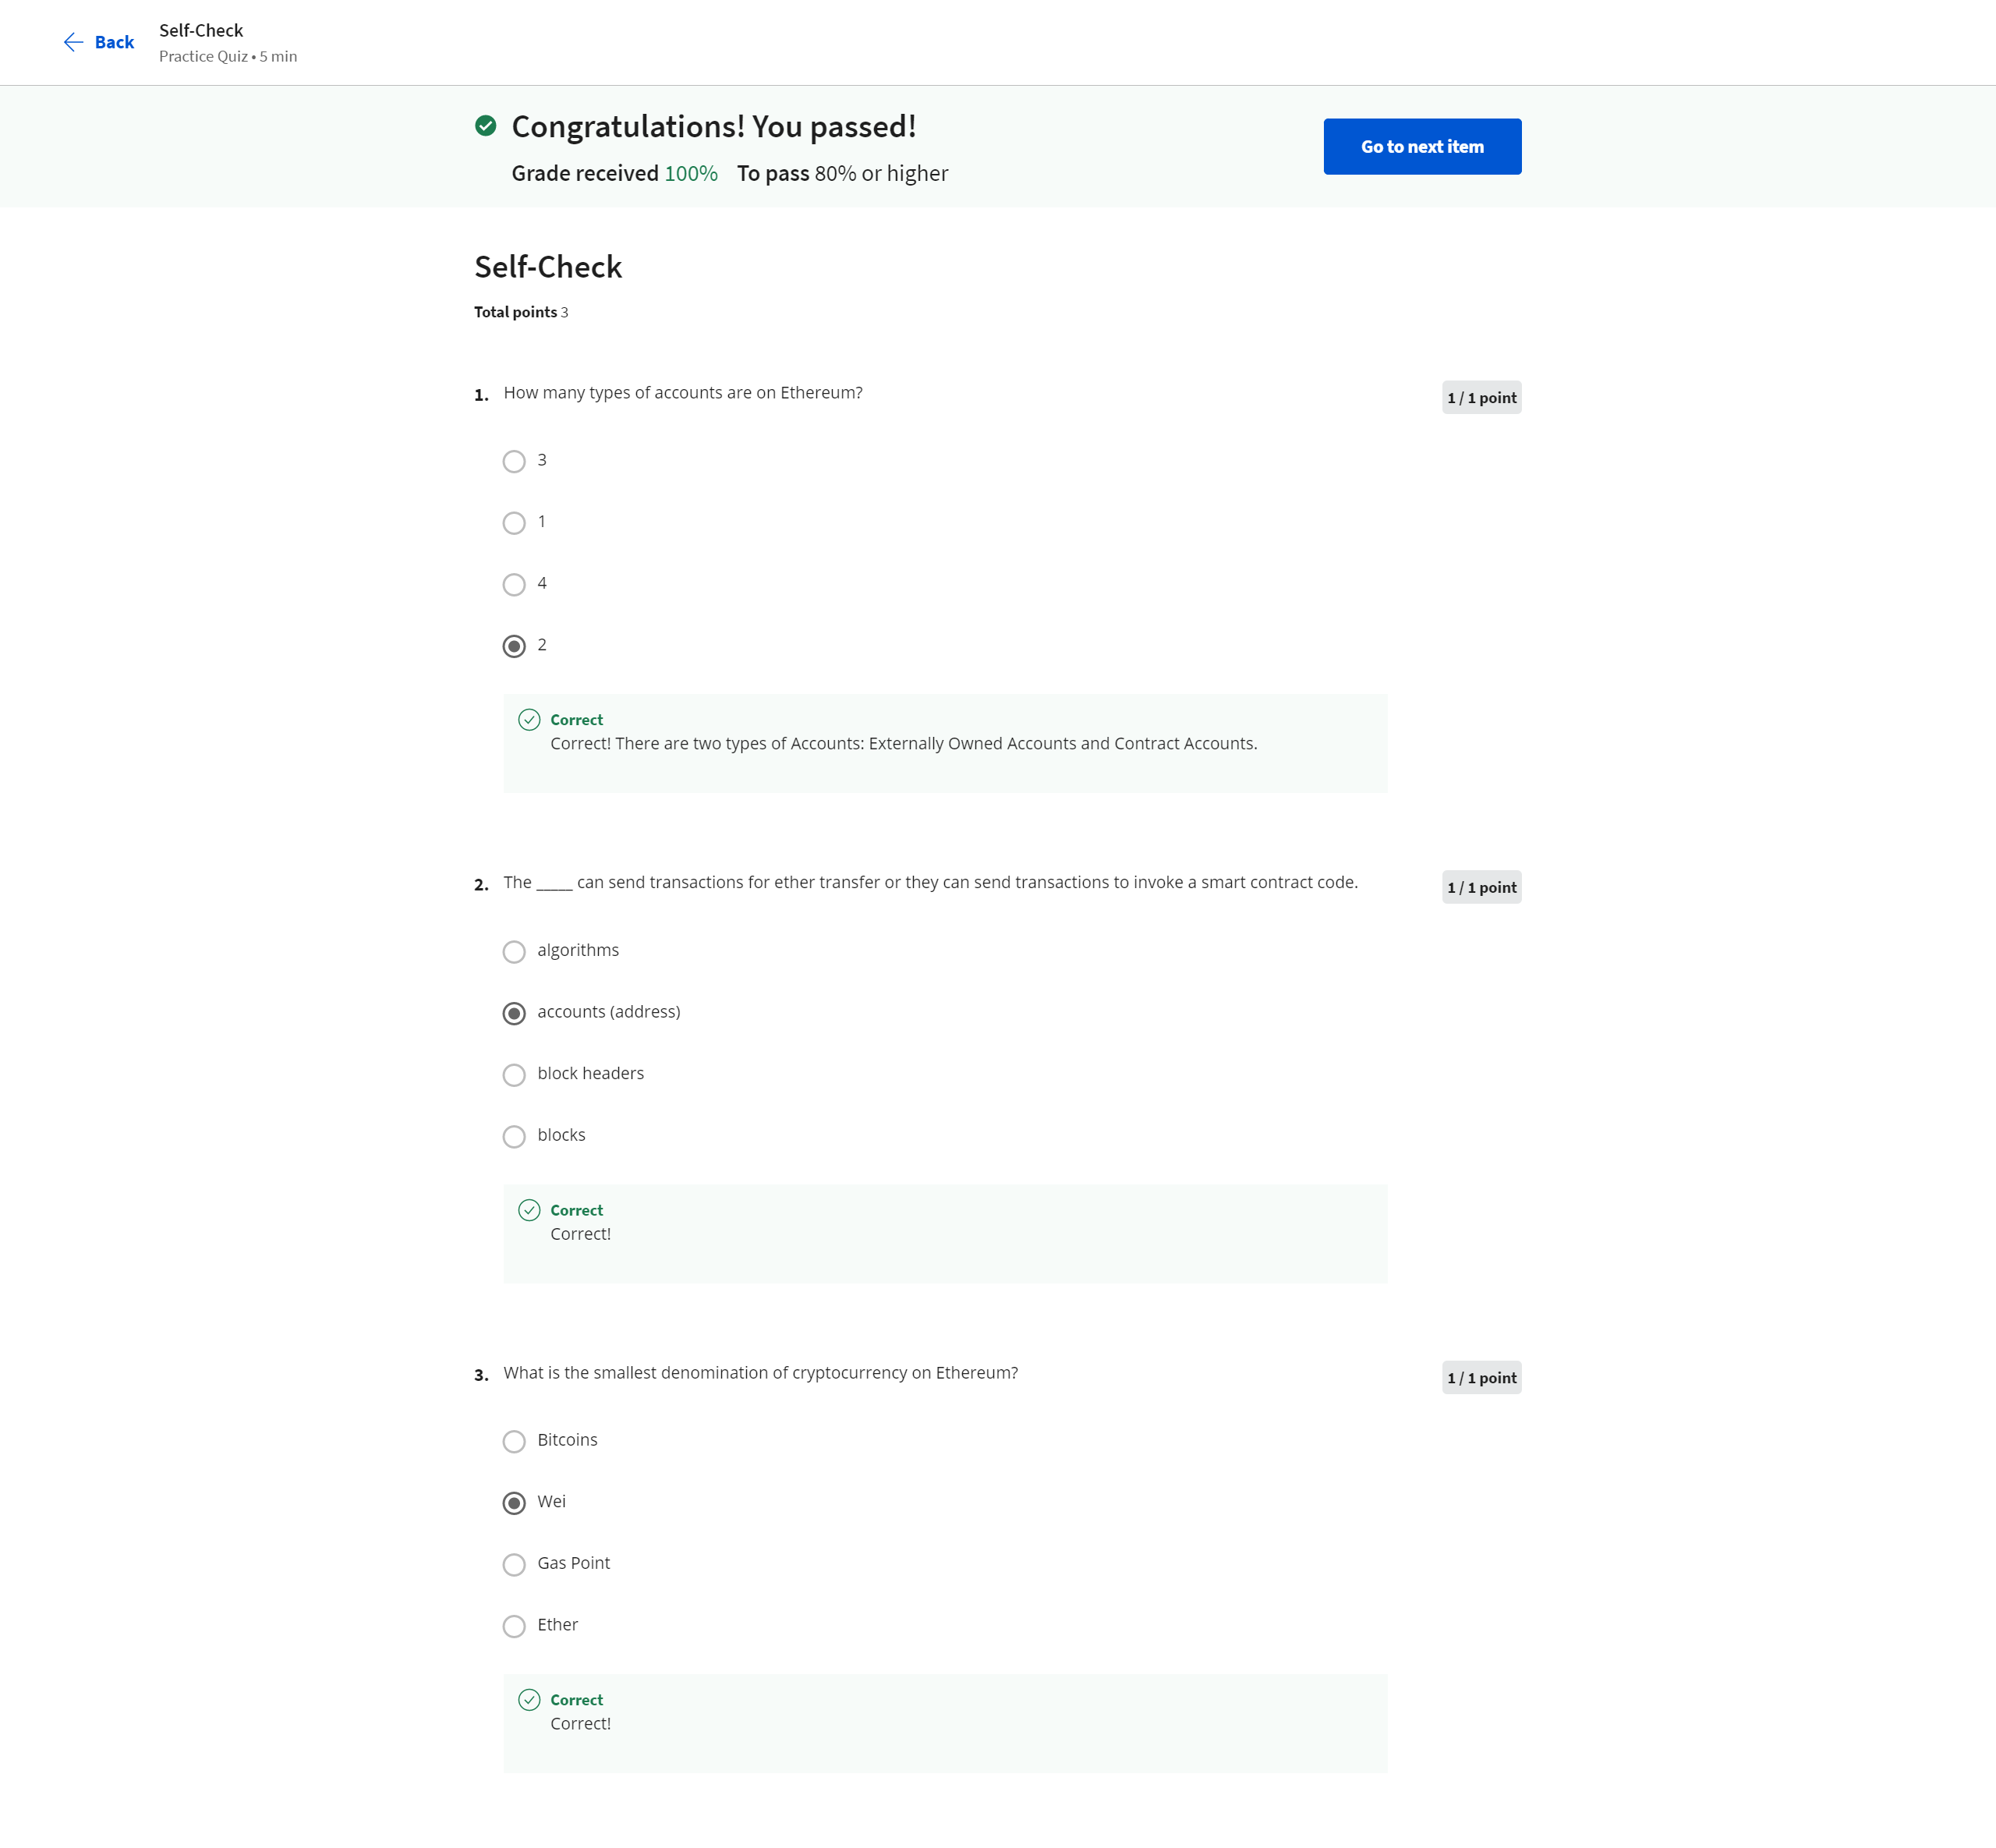 Back
Self-Check
Practice Quiz • 5 min
Congratulations! You passed!
Grade received 100% To pass 80% or higher
Go to next item
Self-Check
Total points 3
1. How many types of accounts are on Ethereum?
1 / 1 point
3
1
4
2
Correct
Correct! There are two types of Accounts: Externally Owned Accounts and Contract Accounts.
2. The _____ can send transactions for ether transfer or they can send transactions to invoke a smart contract code.
1 / 1 point
algorithms
accounts (address)
block headers
blocks
Correct
Correct!
3. What is the smallest denomination of cryptocurrency on Ethereum?
1 / 1 point
Bitcoins
Wei
Gas Point
Ether
Correct
Correct!